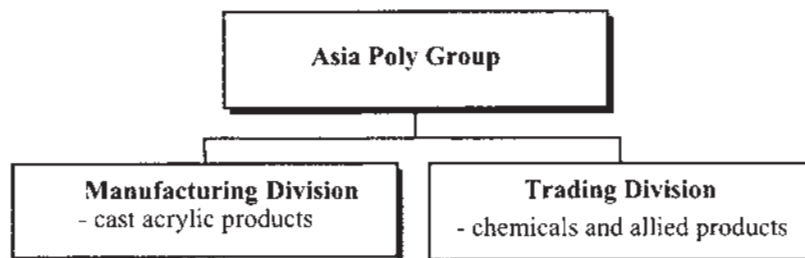 Asia Poly Group
Manufacturing Division
- cast acrylic products
Trading Division
- chemicals and allied products